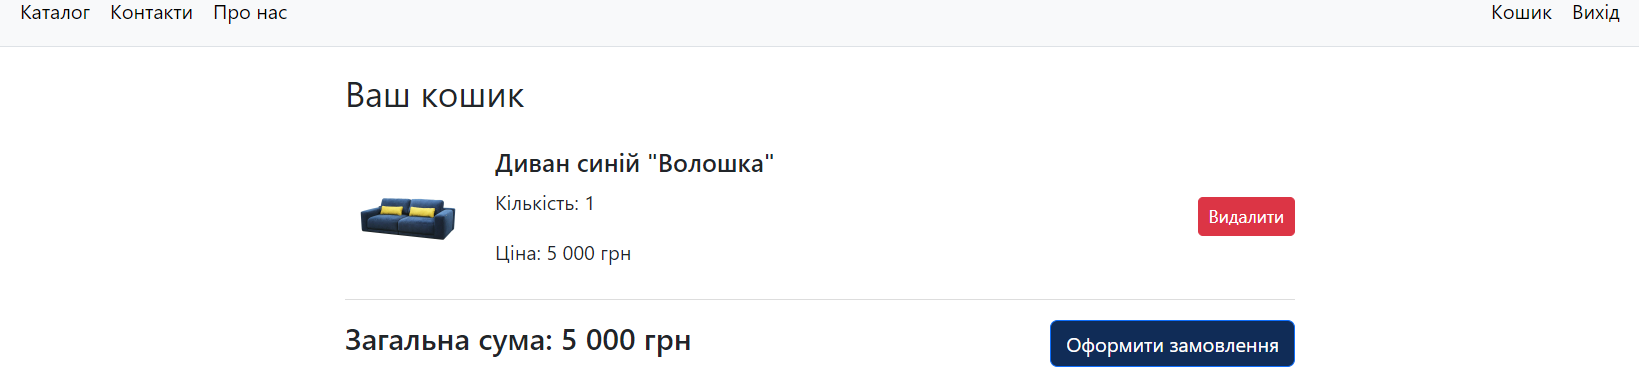 Каталог Контакти Про нас Кошик Вихід
Ваш кошик
Диван синій "Волошка"
Кількість: 1
Видалити
Ціна: 5 000 грн
Загальна сума: 5 000 грн
Оформити замовлення